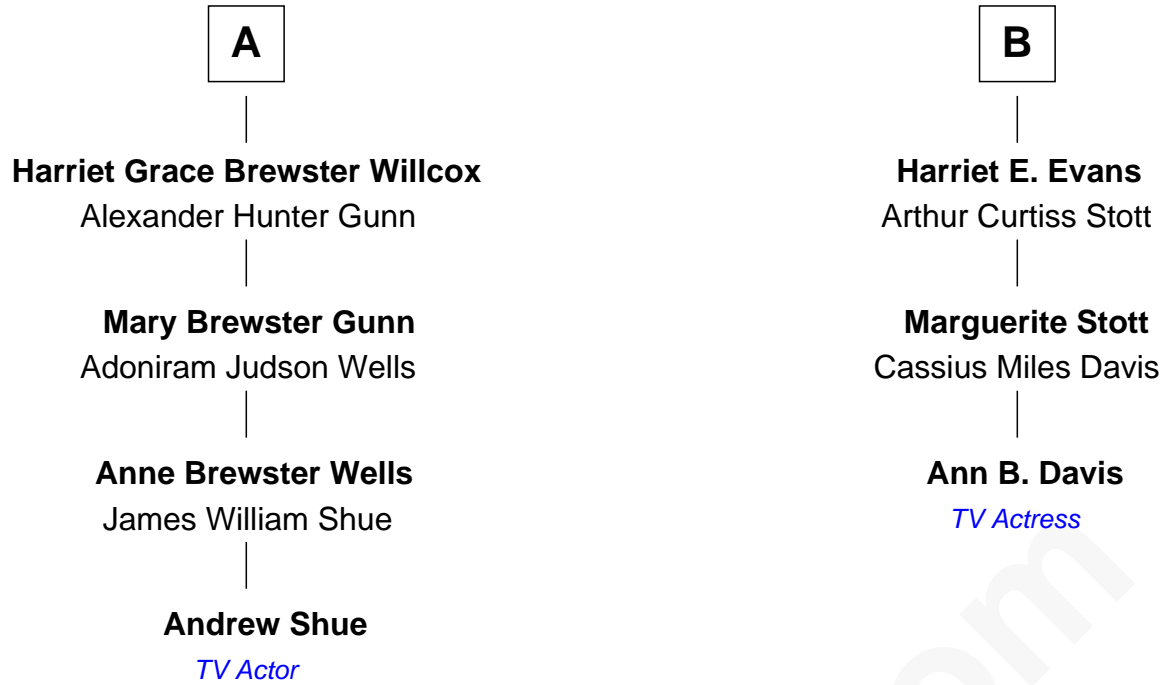 A
Harriet Grace Brewster Willcox
Alexander Hunter Gunn
Mary Brewster Gunn
Adoniram Judson Wells
Anne Brewster Wells
James William Shue
Andrew Shue
TV Actor
B
Harriet E. Evans
Arthur Curtiss Stott
Marguerite Stott
Cassius Miles Davis
Ann B. Davis
TV Actress
om